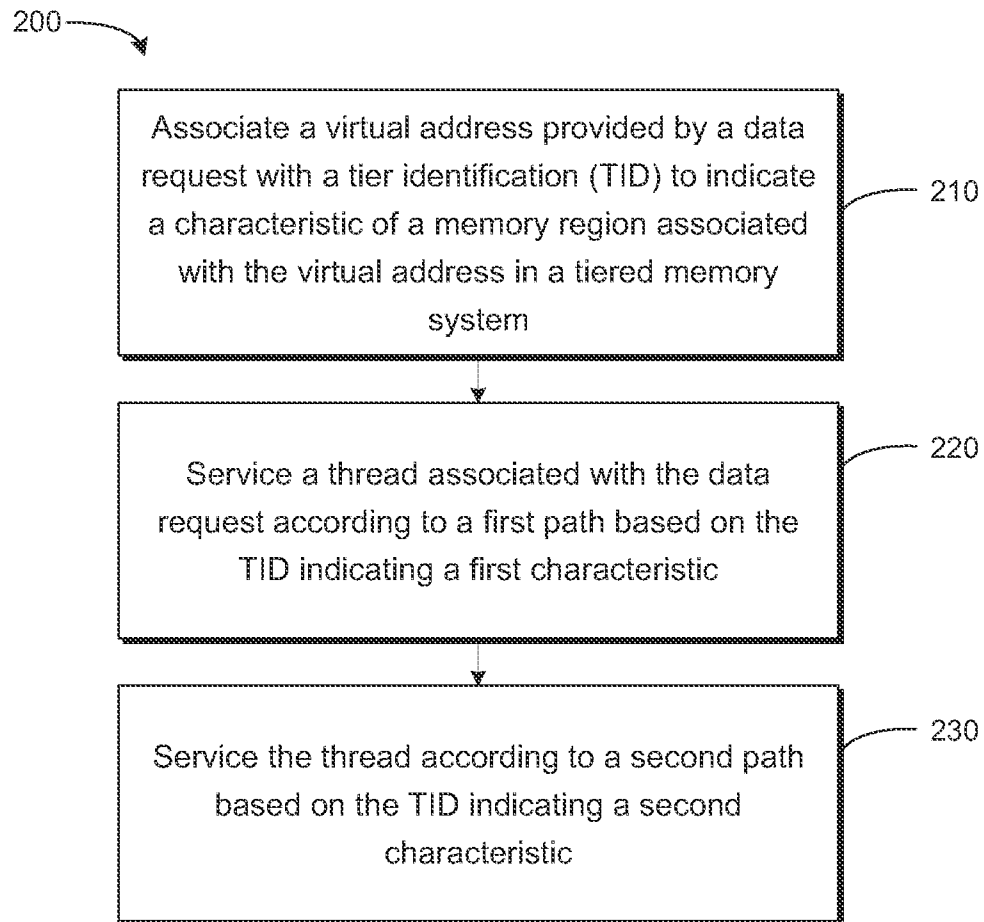 200
Associate a virtual address provided by a data
request with a tier identification (TID) to indicate
a characteristic of a memory region associated
with the virtual address in a tiered memory
system
210
Service a thread associated with the data
request according to a first path based on the
TID indicating a first characteristic
220
Service the thread according to a second path
based on the TID indicating a second
characteristic
230